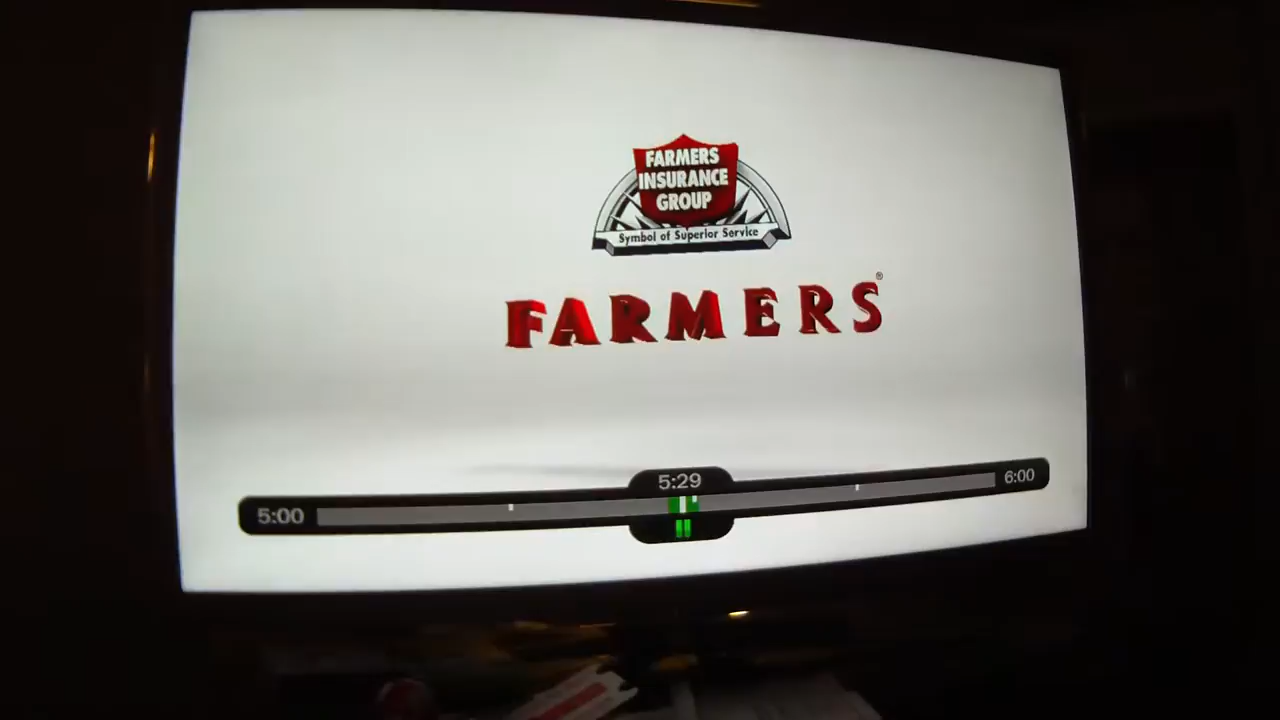 FARMERS
INSURANCE
GROUP
Symbol of Superior Service
FARMERS®
5:29
5:00
6:00